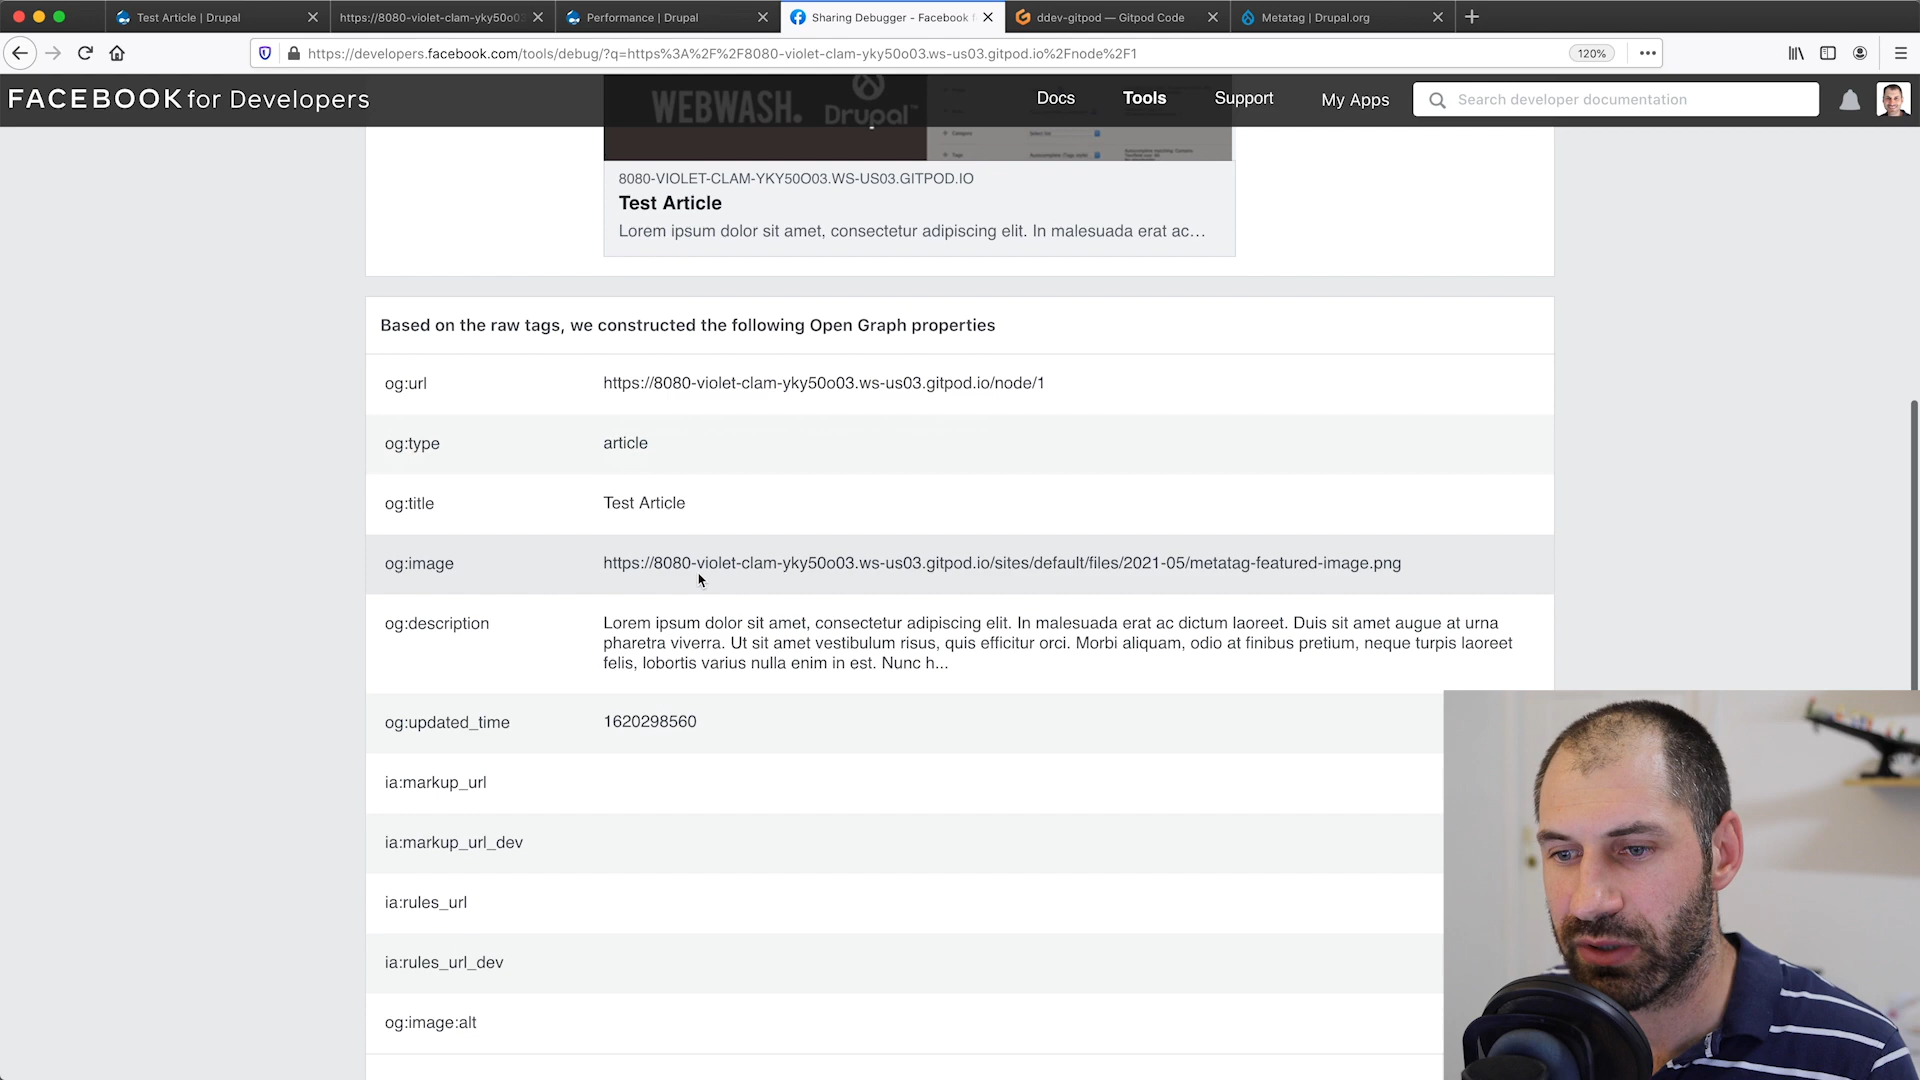 Test Article | Drupal
https://8080-violet-clam-yky50o03
Performance | Drupal
Sharing Debugger - Facebook f
ddev-gitpod — Gitpod Code
Metatag | Drupal.org
https://developers.facebook.com/tools/debug/?q=https%3A%2F%2F8080-violet-clam-yky50o03.ws-us03.gitpod.io%2Fnode%2F1
120%
FACEBOOK for Developers
WEBWASH.
Drupal™
Docs
Tools
Support
My Apps
Search developer documentation
8080-VIOLET-CLAM-YKY50O03.WS-US03.GITPOD.IO
Test Article
Lorem ipsum dolor sit amet, consectetur adipiscing elit. In malesuada erat ac…
Based on the raw tags, we constructed the following Open Graph properties
og:url
https://8080-violet-clam-yky50o03.ws-us03.gitpod.io/node/1
og:type
article
og:title
Test Article
og:image
https://8080-violet-clam-yky50o03.ws-us03.gitpod.io/sites/default/files/2021-05/metatag-featured-image.png
og:description
Lorem ipsum dolor sit amet, consectetur adipiscing elit. In malesuada erat ac dictum laoreet. Duis sit amet augue at urna
pharetra viverra. Ut sit amet vestibulum risus, quis efficitur orci. Morbi aliquam, odio at finibus pretium, neque turpis laoreet
felis, lobortis varius nulla enim in est. Nunc h...
og:updated_time
1620298560
ia:markup_url
ia:markup_url_dev
ia:rules_url
ia:rules_url_dev
og:image:alt